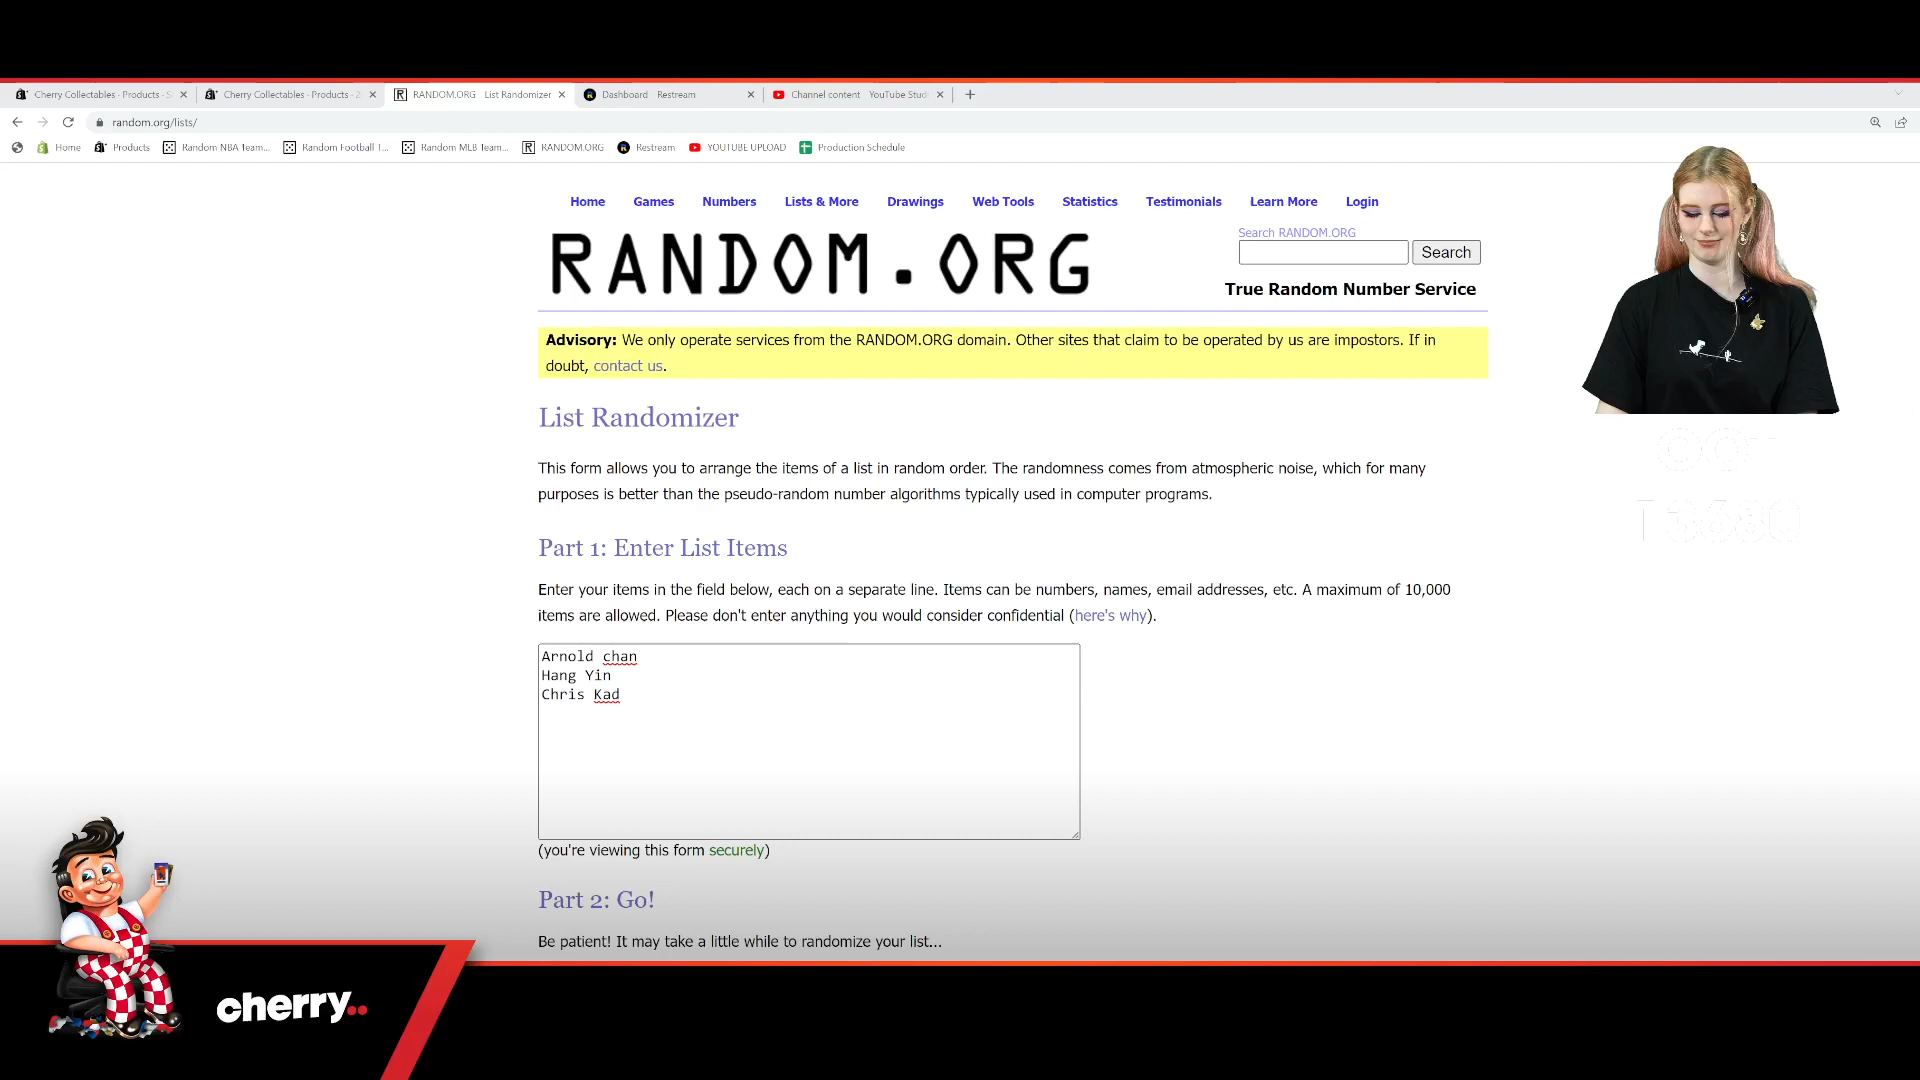 Cherry Collectables · Products · S
Cherry Collectables · Products · 2
RANDOM.ORG List Randomizer
Dashboard Restream
Channel content YouTube Stud
random.org/lists/
Home
Products
Random NBA Team...
Random Football T...
Random MLB Team...
RANDOM.ORG
Restream
YOUTUBE UPLOAD
Production Schedule
Home Games Numbers Lists & More Drawings Web Tools Statistics Testimonials Learn More Login
RANDOM.ORG
Search RANDOM.ORG
Search
True Random Number Service
Advisory: We only operate services from the RANDOM.ORG domain. Other sites that claim to be operated by us are impostors. If in
doubt, contact us.
List Randomizer
This form allows you to arrange the items of a list in random order. The randomness comes from atmospheric noise, which for many
purposes is better than the pseudo-random number algorithms typically used in computer programs.
Part 1: Enter List Items
Enter your items in the field below, each on a separate line. Items can be numbers, names, email addresses, etc. A maximum of 10,000
items are allowed. Please don't enter anything you would consider confidential (here's why).
Arnold chan
Hang Yin
Chris Kad
(you're viewing this form securely)
Part 2: Go!
Be patient! It may take a little while to randomize your list...
cherry..